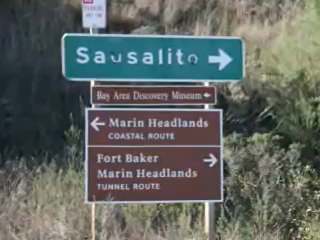 Sausalito →
Bay Area Discovery Museum ←
← Marin Headlands
COASTAL ROUTE
Fort Baker →
Marin Headlands
TUNNEL ROUTE